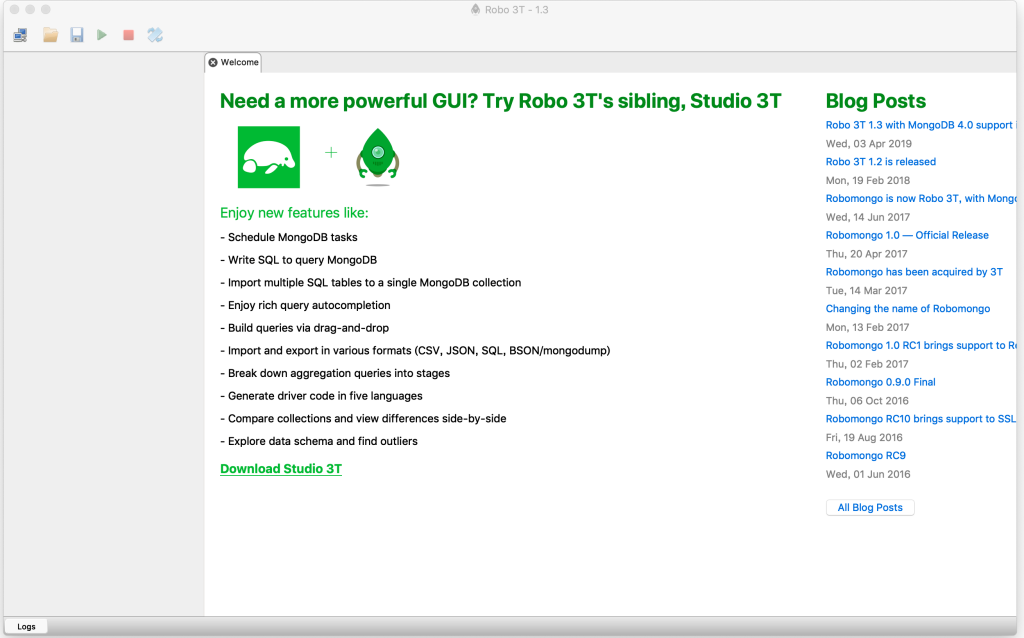 Robo 3T - 1.3
Welcome
Need a more powerful GUI? Try Robo 3T's sibling, Studio 3T
+
Enjoy new features like:
- Schedule MongoDB tasks
- Write SQL to query MongoDB
- Import multiple SQL tables to a single MongoDB collection
- Enjoy rich query autocompletion
- Build queries via drag-and-drop
- Import and export in various formats (CSV, JSON, SQL, BSON/mongodump)
- Break down aggregation queries into stages
- Generate driver code in five languages
- Compare collections and view differences side-by-side
- Explore data schema and find outliers
Download Studio 3T
Blog Posts
Robo 3T 1.3 with MongoDB 4.0 support
Wed, 03 Apr 2019
Robo 3T 1.2 is released
Mon, 19 Feb 2018
Robomongo is now Robo 3T, with Mongo
Wed, 14 Jun 2017
Robomongo 1.0 — Official Release
Thu, 20 Apr 2017
Robomongo has been acquired by 3T
Tue, 14 Mar 2017
Changing the name of Robomongo
Mon, 13 Feb 2017
Robomongo 1.0 RC1 brings support to
Thu, 02 Feb 2017
Robomongo 0.9.0 Final
Thu, 06 Oct 2016
Robomongo RC10 brings support to SSL
Fri, 19 Aug 2016
Robomongo RC9
Wed, 01 Jun 2016
All Blog Posts
Logs